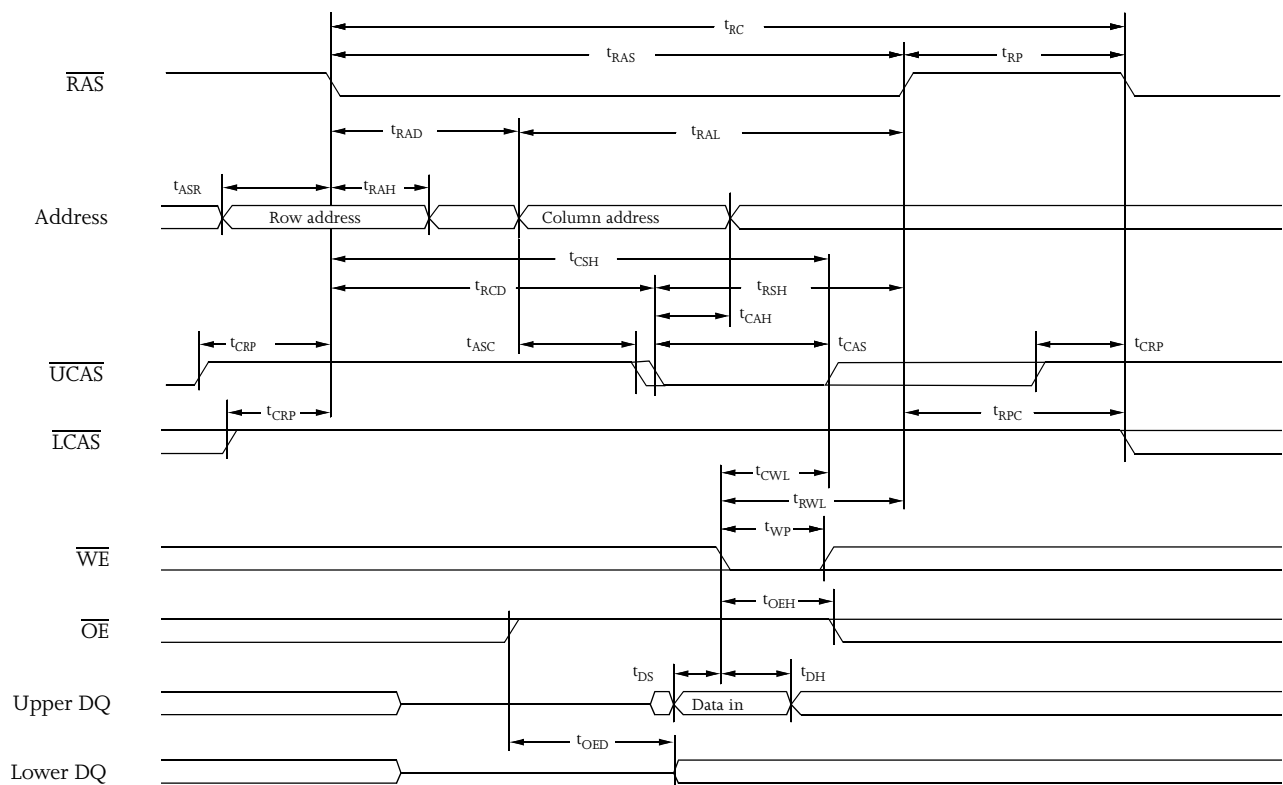 tRC
tRAS tRP
RAS
tRAD tRAL
tASR tRAH
Address Row address Column address
tCSH
tRCD tRSH
tCAH
tCRP tASC tCAS tCRP
UCAS
tCRP tRPC
LCAS
tCWL
tRWL
tWP
WE
tOEH
OE
tDS tDH
Upper DQ Data in
tOED
Lower DQ